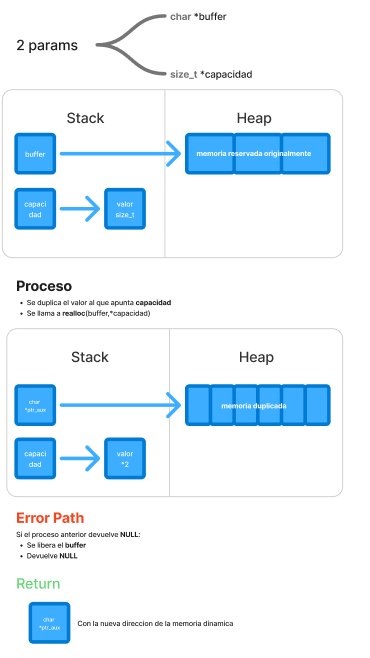 char *buffer
2 params
size_t *capacidad
Stack
Heap
buffer
memoria reservada originalmente
capaci
dad
valor
size_t
Proceso
• Se duplica el valor al que apunta capacidad
• Se llama a realloc(buffer,*capacidad)
Stack
Heap
char
*ptr_aux
memoria duplicada
capaci
dad
valor
*2
Error Path
Si el proceso anterior devuelve NULL:
• Se libera el buffer
• Devuelve NULL
Return
char
*ptr_aux
Con la nueva direccion de la memoria dinamica